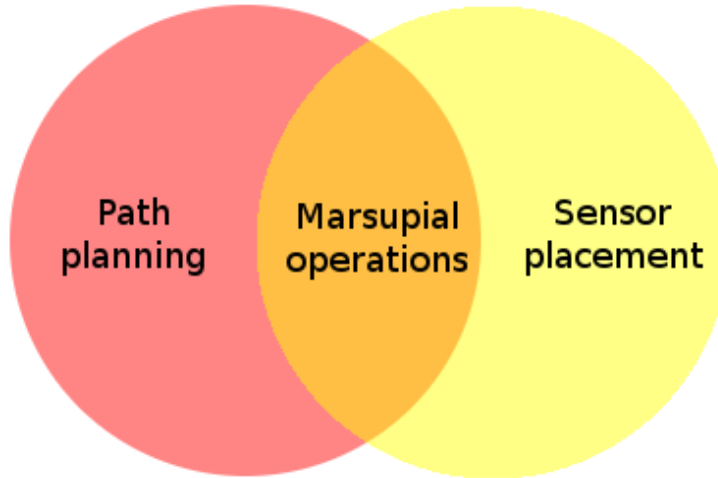 Path
planning
Marsupial
operations
Sensor
placement